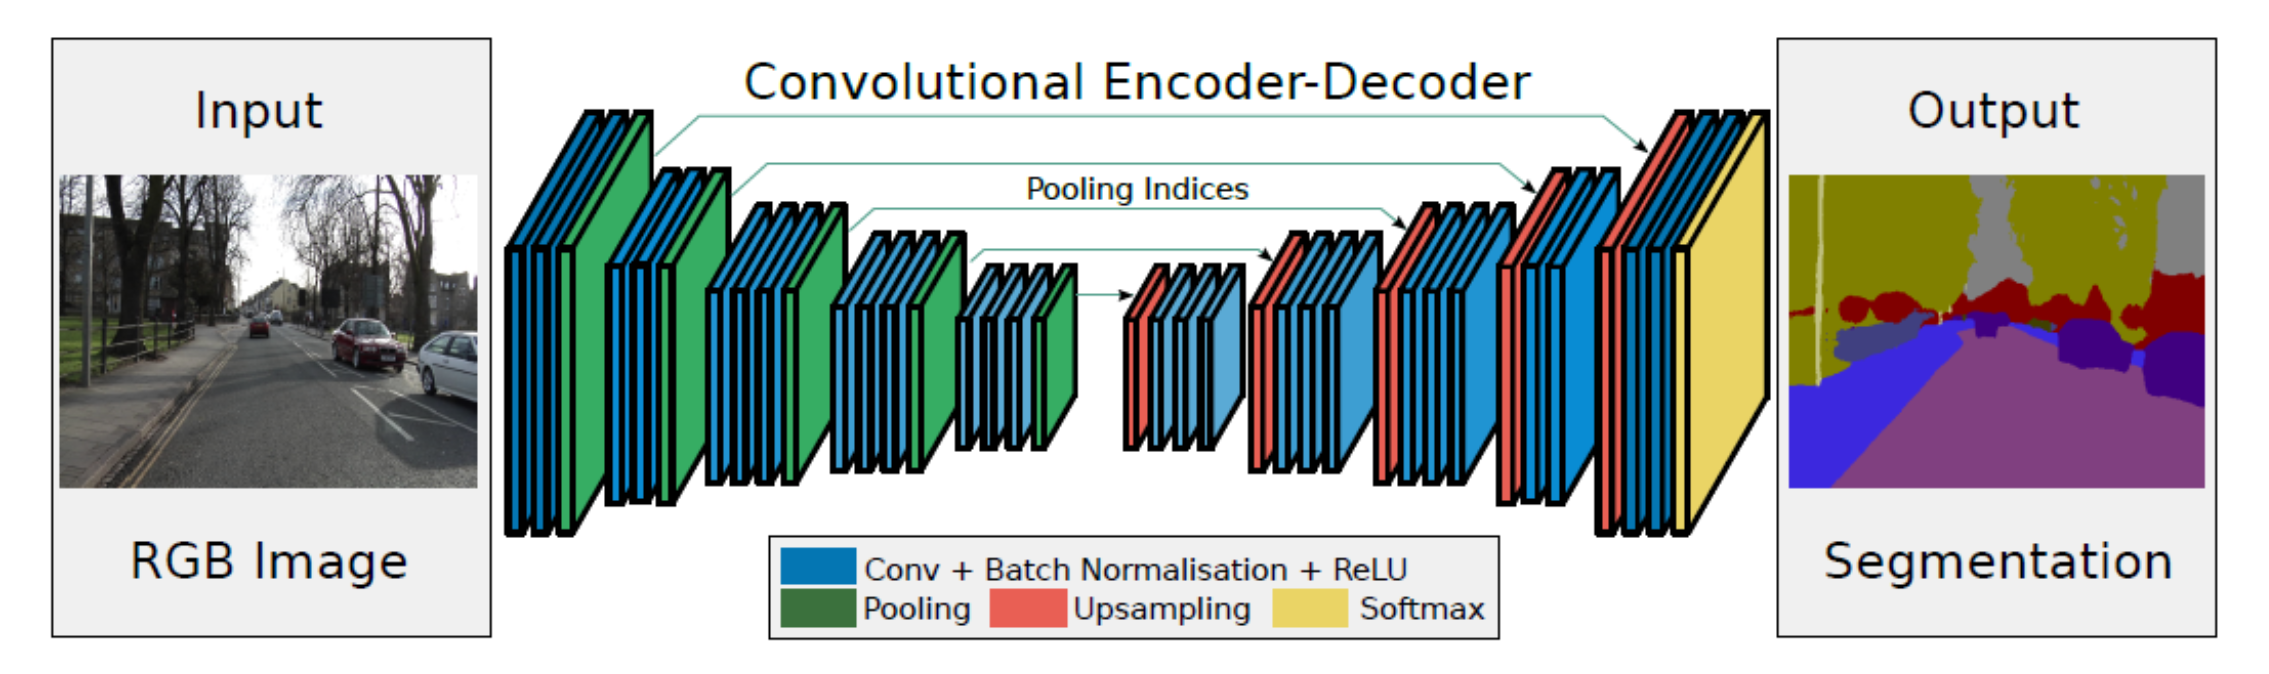 Input
RGB Image
Convolutional Encoder-Decoder
Pooling Indices
Conv + Batch Normalisation + ReLU
Pooling
Upsampling
Softmax
Output
Segmentation